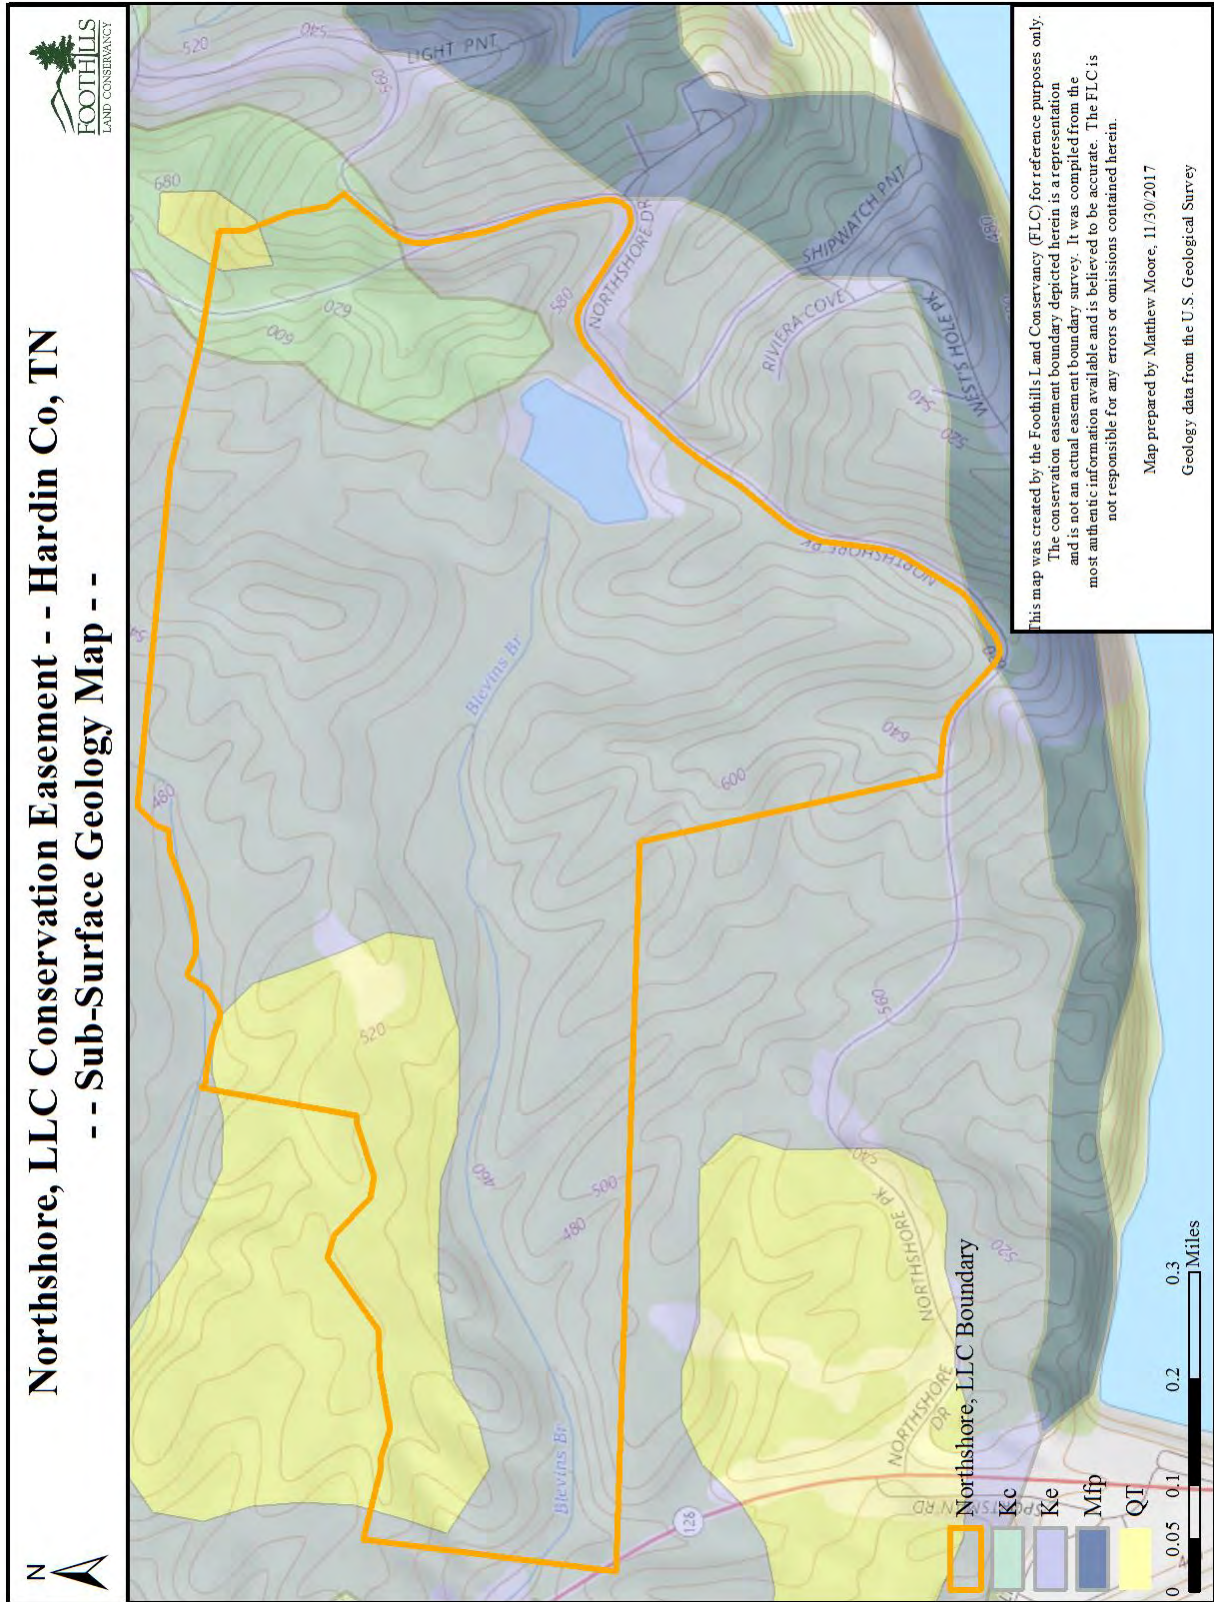 Northshore, LLC Conservation Easement - - Hardin Co, TN
- - Sub-Surface Geology Map - -
N
FOOTHILLS
LAND CONSERVANCY
520
540
560
LIGHT PNT
680
620
600
580
NORTHSHORE DR
SHIPWATCH PNT
RIVIERA COVE
WEST'S HOLE PK
480
540
520
NORTHSHORE PK
Blevins Br
480
640
600
520
560
460
500
480
540
NORTHSHORE PK
520
NORTHSHORE
DR
Blevins Br
128
SPORTSMEN RD
Northshore, LLC Boundary
Kc
Ke
Mfp
QT
0 0.05 0.1 0.2 0.3
Miles
This map was created by the Foothills Land Conservancy (FLC) for reference purposes only.
The conservation easement boundary depicted herein is a representation
and is not an actual easement boundary survey. It was compiled from the
most authentic information available and is believed to be accurate. The FLC is
not responsible for any errors or omissions contained herein.
Map prepared by Matthew Moore, 11/30/2017
Geology data from the U.S. Geological Survey